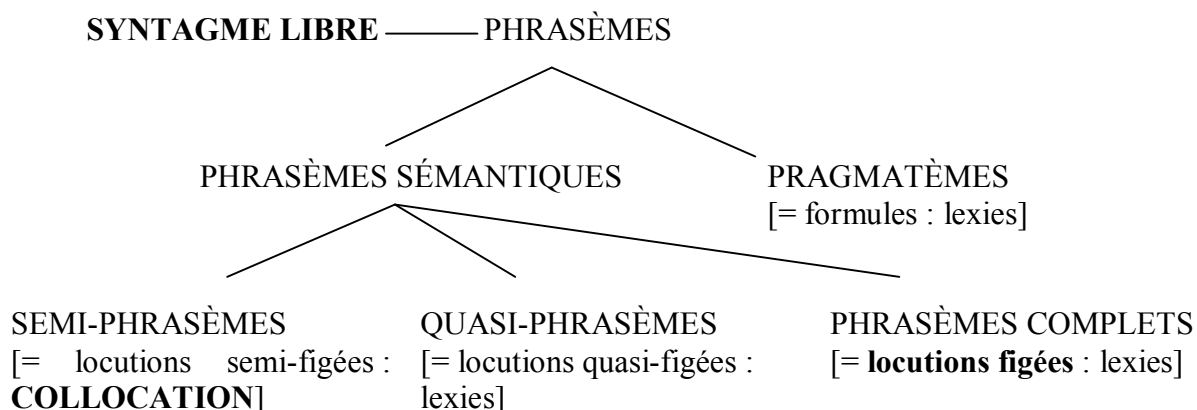 SYNTAGME LIBRE PHRASÈMES
PHRASÈMES SÉMANTIQUES PRAGMATÈMES
[= formules : lexies]
SEMI-PHRASÈMES QUASI-PHRASÈMES PHRASÈMES COMPLETS
[= locutions semi-figées : [= locutions quasi-figées : [= locutions figées : lexies]
COLLOCATION] lexies]